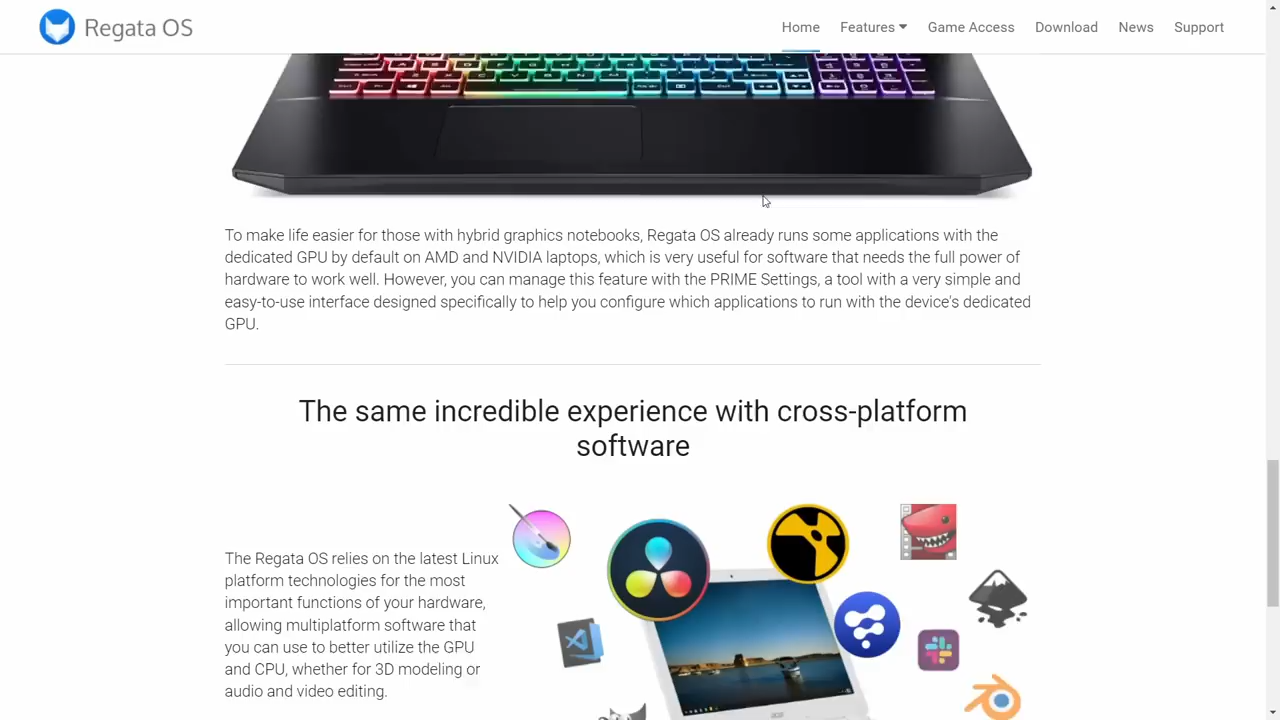 Regata OS
Home Features Game Access Download News Support
To make life easier for those with hybrid graphics notebooks, Regata OS already runs some applications with the
dedicated GPU by default on AMD and NVIDIA laptops, which is very useful for software that needs the full power of
hardware to work well. However, you can manage this feature with the PRIME Settings, a tool with a very simple and
easy-to-use interface designed specifically to help you configure which applications to run with the device's dedicated
GPU.
The same incredible experience with cross-platform
software
The Regata OS relies on the latest Linux
platform technologies for the most
important functions of your hardware,
allowing multiplatform software that
you can use to better utilize the GPU
and CPU, whether for 3D modeling or
audio and video editing.
acer